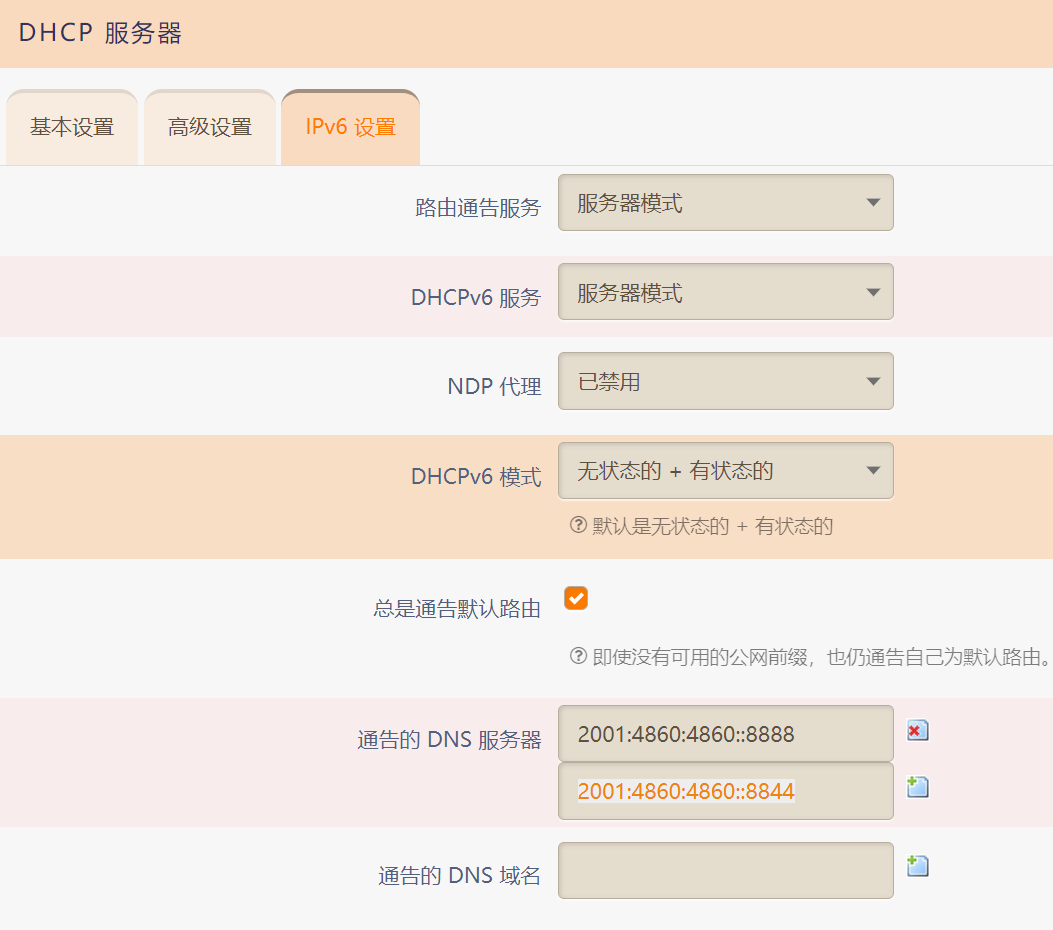 DHCP 服务器
基本设置 高级设置 IPv6 设置
路由通告服务 服务器模式
DHCPv6 服务 服务器模式
NDP 代理 已禁用
DHCPv6 模式 无状态的 + 有状态的
默认是无状态的 + 有状态的
总是通告默认路由
即使没有可用的公网前缀，也仍通告自己为默认路由。
通告的 DNS 服务器 2001:4860:4860::8888
2001:4860:4860::8844
通告的 DNS 域名